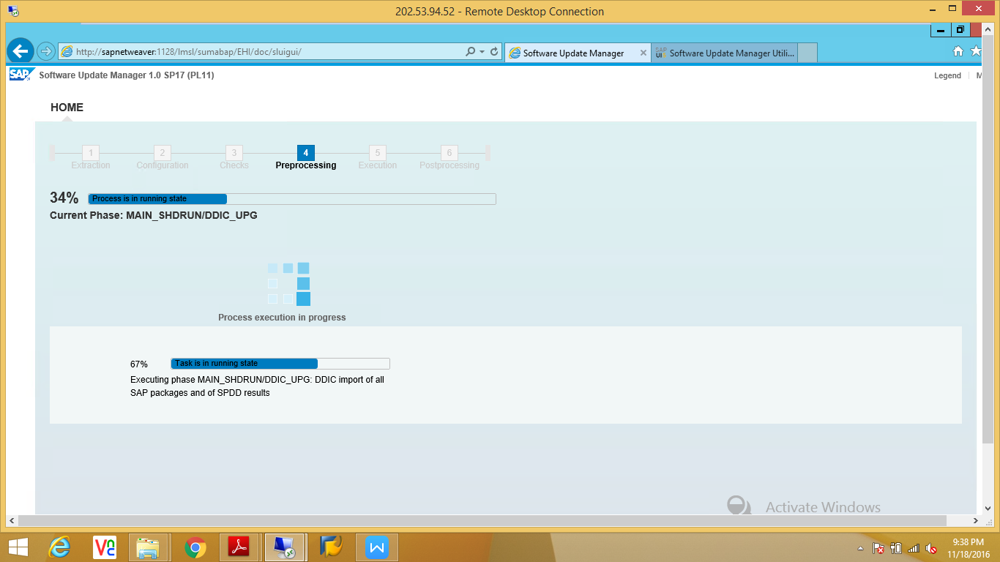 202.53.94.52 - Remote Desktop Connection
http://sapnetweaver:1128/lmsl/sumabap/EHI/doc/sluigui/
Software Update Manager
SAP UI
Software Update Manager Utili...
SAP
Software Update Manager 1.0 SP17 (PL11)
Legend
M
HOME
1 2 3 4 5 6
Extraction Configuration Checks Preprocessing Execution Postprocessing
34% Process is in running state
Current Phase: MAIN_SHDRUN/DDIC_UPG
Process execution in progress
67% Task is in running state
Executing phase MAIN_SHDRUN/DDIC_UPG: DDIC import of all
SAP packages and of SPDD results
Activate Windows
VNC
W
9:38 PM
11/18/2016